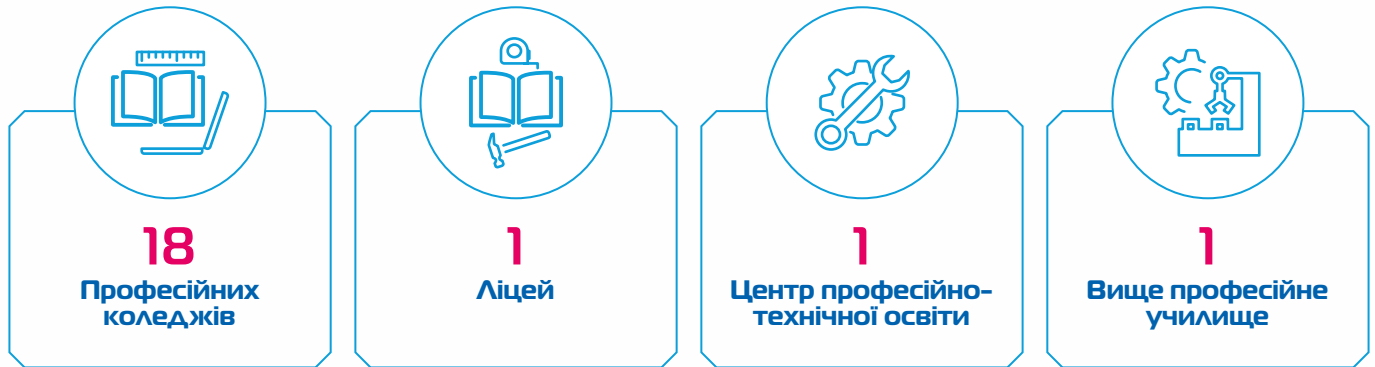 18
Професійних
коледжів
1
Ліцей
1
Центр професійно-
технічної освіти
1
Вище професійне
училище